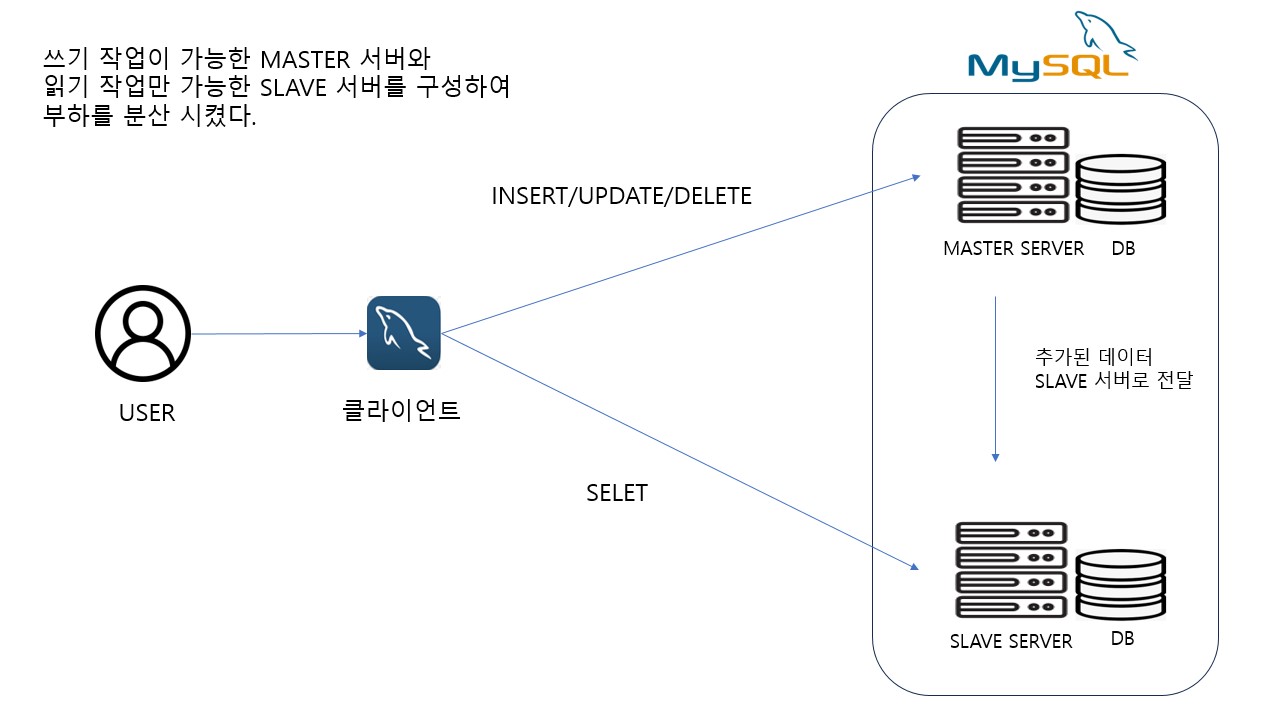 쓰기 작업이 가능한 MASTER 서버와
읽기 작업만 가능한 SLAVE 서버를 구성하여
부하를 분산 시켰다.
MySQL
INSERT/UPDATE/DELETE
MASTER SERVER DB
추가된 데이터
SLAVE 서버로 전달
USER
클라이언트
SELET
SLAVE SERVER DB